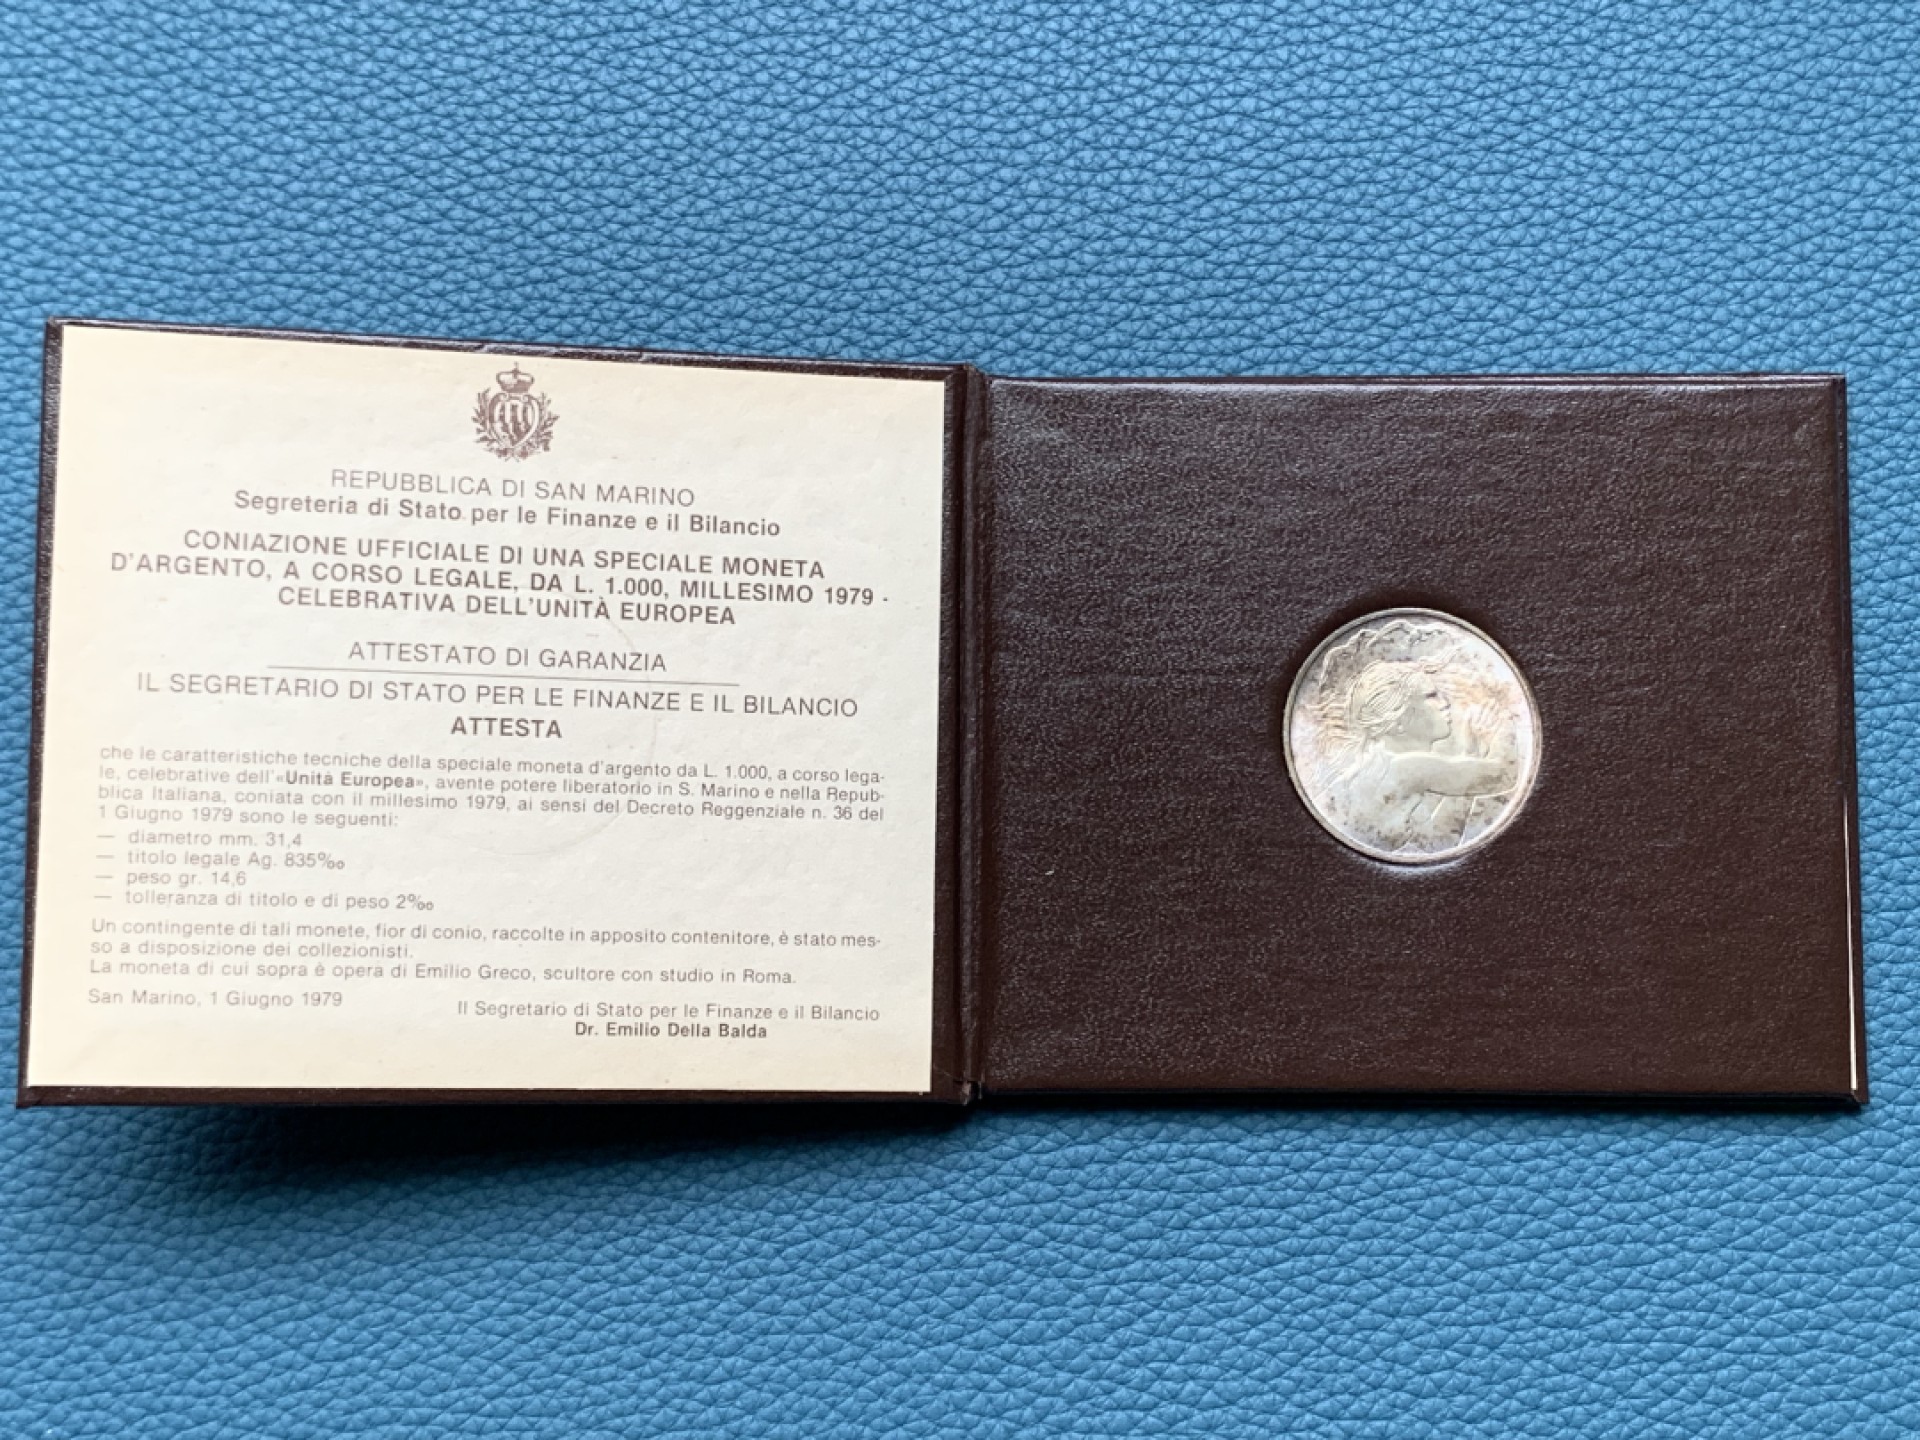 REPUBBLICA DI SAN MARINO
Segreteria di Stato per le Finanze e il Bilancio
CONIAZIONE UFFICIALE DI UNA SPECIALE MONETA
D'ARGENTO, A CORSO LEGALE, DA L. 1.000, MILLESIMO 1979 -
CELEBRATIVA DELL'UNITÀ EUROPEA
ATTESTATO DI GARANZIA
IL SEGRETARIO DI STATO PER LE FINANZE E IL BILANCIO
ATTESTA
che le caratteristiche tecniche della speciale moneta d'argento da L. 1.000, a corso lega-
le, celebrative dell'«Unità Europea», avente potere liberatorio in S. Marino e nella Repub-
blica Italiana, coniata con il millesimo 1979, ai sensi del Decreto Reggenziale n. 36 del
1 Giugno 1979 sono le seguenti:
— diametro mm. 31,4
— titolo legale Ag. 835‰
— peso gr. 14,6
— tolleranza di titolo e di peso 2‰
Un contingente di tali monete, fior di conio, raccolte in apposito contenitore, è stato mes-
so a disposizione dei collezionisti.
La moneta di cui sopra è opera di Emilio Greco, scultore con studio in Roma.
San Marino, 1 Giugno 1979
Il Segretario di Stato per le Finanze e il Bilancio
Dr. Emilio Della Balda